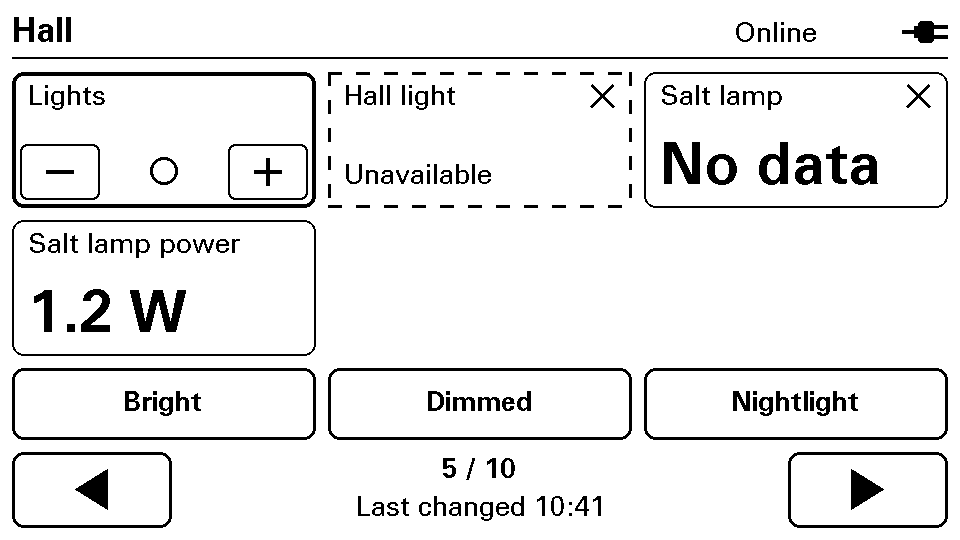 Hall
Online
Lights
Hall light
Salt lamp
− +
Unavailable
No data
Salt lamp power
1.2 W
Bright
Dimmed
Nightlight
5 / 10
Last changed 10:41